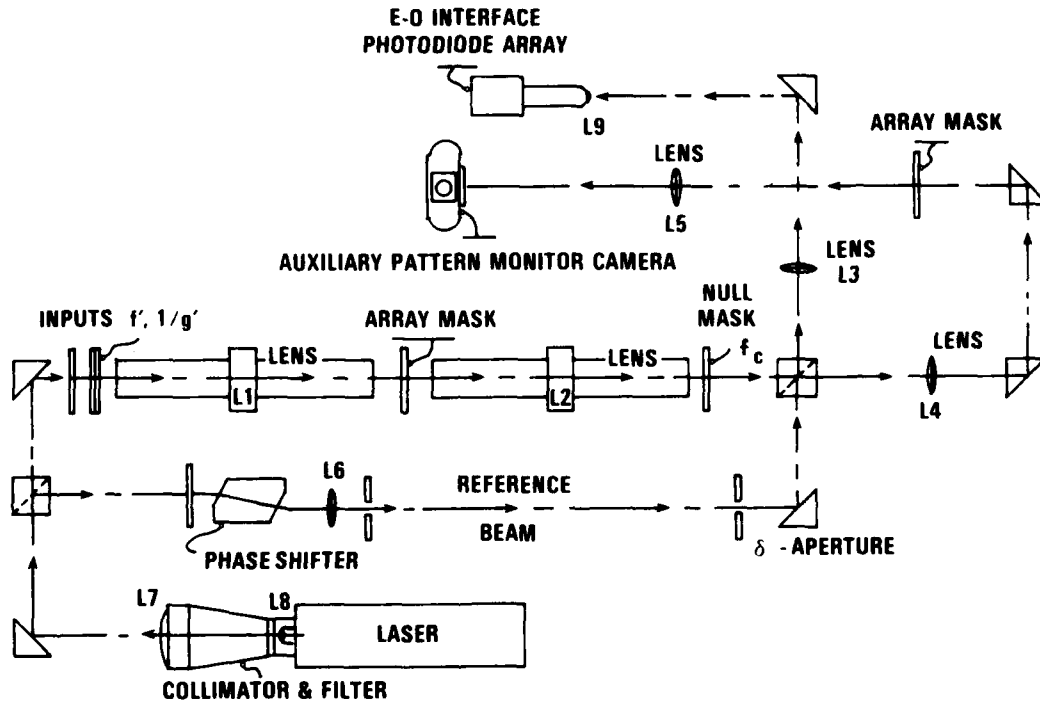 E-O INTERFACE
PHOTODIODE ARRAY
L9
ARRAY MASK
LENS
L5
AUXILIARY PATTERN MONITOR CAMERA
LENS
L3
NULL
MASK
f c
INPUTS f', 1/g'
LENS
L1
ARRAY MASK
LENS
L2
LENS
L4
L6
REFERENCE
BEAM
PHASE SHIFTER
δ - APERTURE
L7
L8
LASER
COLLIMATOR & FILTER